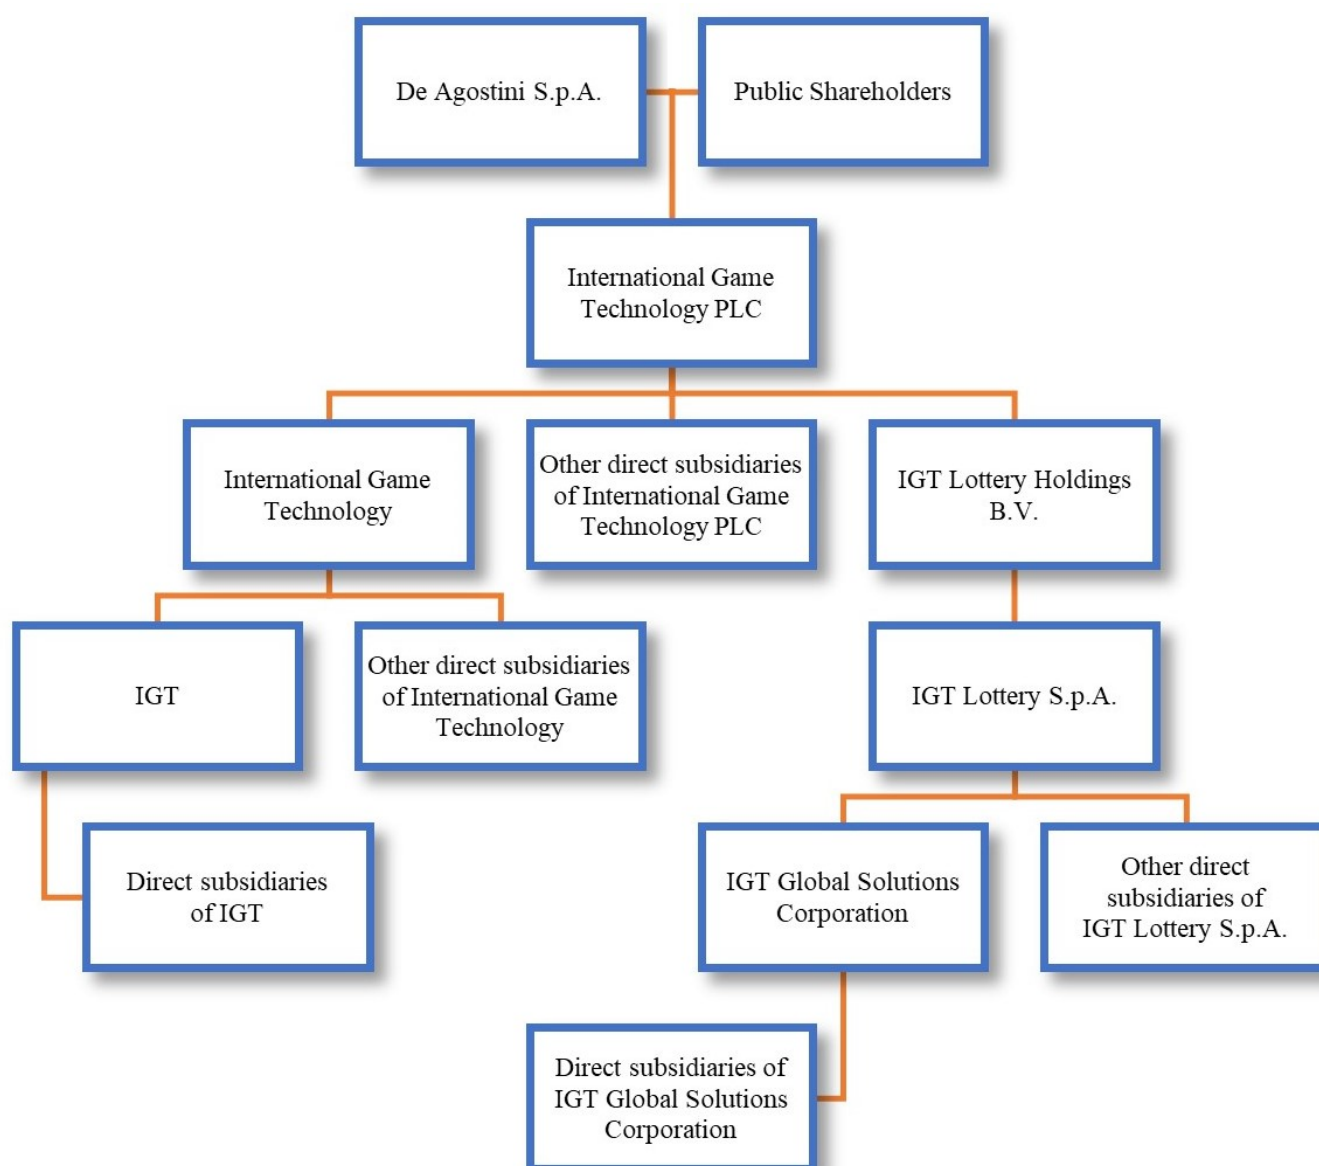 De Agostini S.p.A.
Public Shareholders
International Game
Technology PLC
International Game
Technology
Other direct subsidiaries
of International Game
Technology PLC
IGT Lottery Holdings
B.V.
IGT
Other direct subsidiaries
of International Game
Technology
IGT Lottery S.p.A.
Direct subsidiaries
of IGT
IGT Global Solutions
Corporation
Other direct
subsidiaries of
IGT Lottery S.p.A.
Direct subsidiaries of
IGT Global Solutions
Corporation